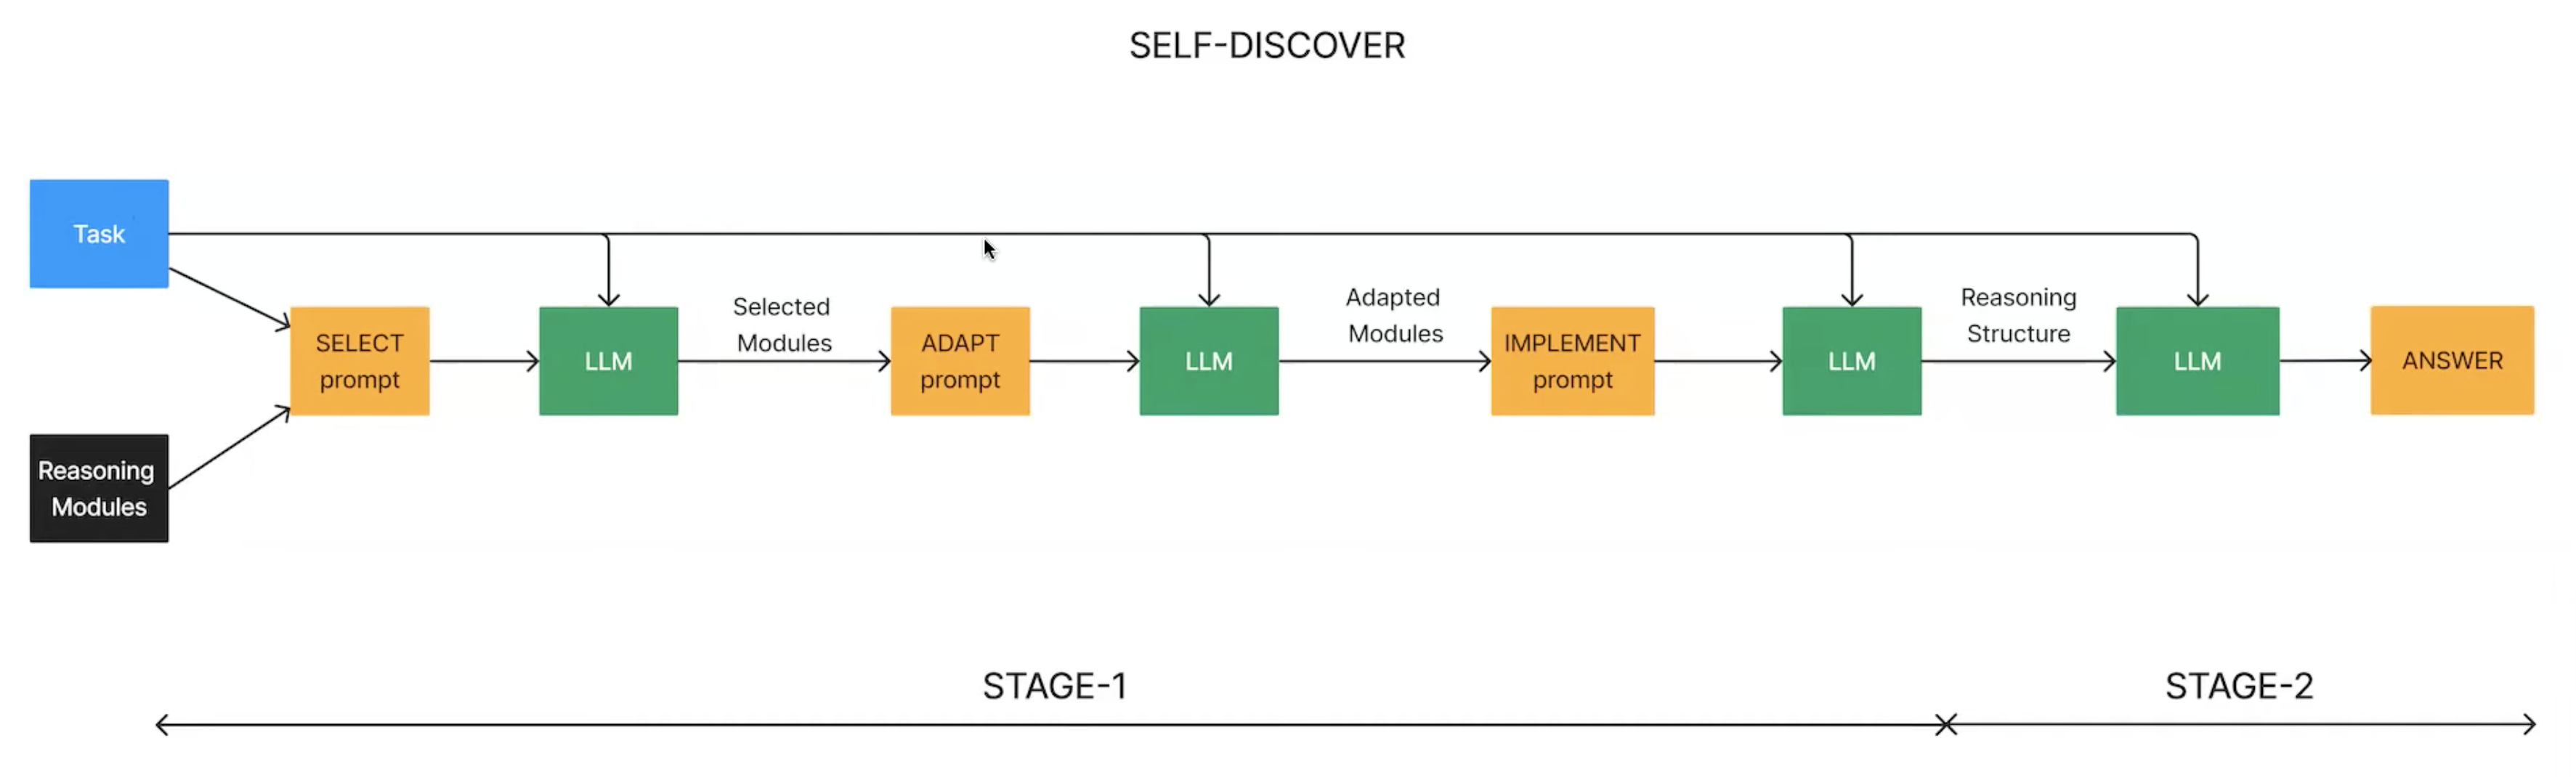 SELF-DISCOVER
Task
Reasoning
Modules
SELECT
prompt
LLM
Selected
Modules
ADAPT
prompt
LLM
Adapted
Modules
IMPLEMENT
prompt
LLM
Reasoning
Structure
LLM
ANSWER
STAGE-1
STAGE-2